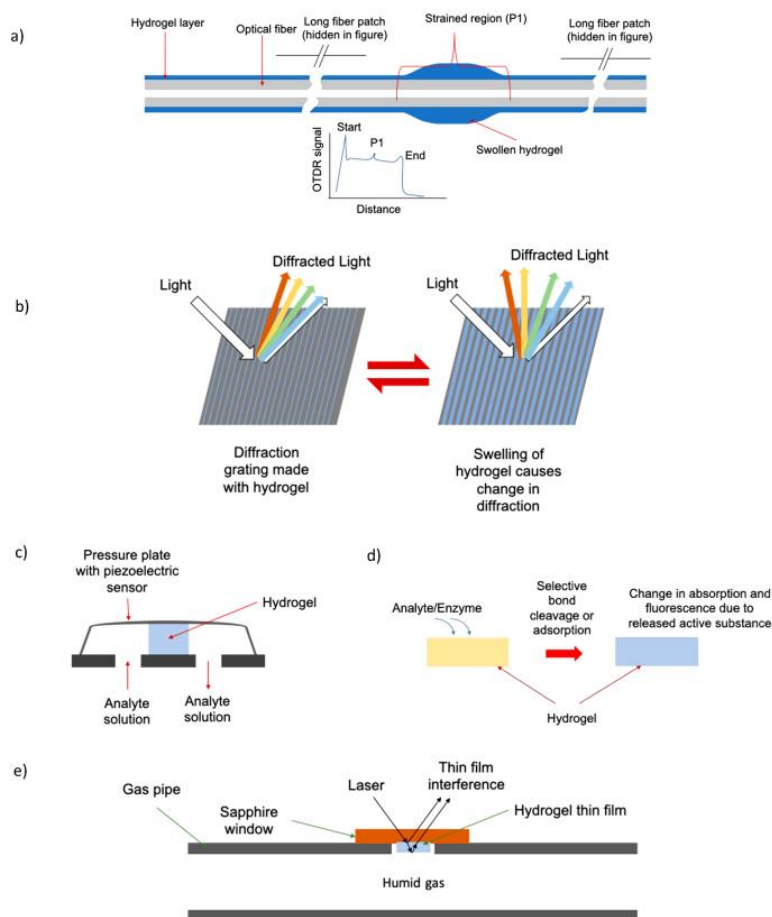 a)
Hydrogel layer
Optical fiber
Long fiber patch
(hidden in figure)
Strained region (P1)
Long fiber patch
(hidden in figure)
Swollen hydrogel
OTDR signal
Start
P1
End
Distance
b)
Light
Diffracted Light
Light
Diffracted Light
Diffraction
grating made
with hydrogel
Swelling of
hydrogel causes
change in
diffraction
c)
Pressure plate
with piezoelectric
sensor
Hydrogel
Analyte
solution
Analyte
solution
d)
Analyte/Enzyme
Selective
bond
cleavage or
adsorption
Change in absorption and
fluorescence due to
released active substance
Hydrogel
e)
Gas pipe
Sapphire
window
Laser
Thin film
interference
Hydrogel thin film
Humid gas